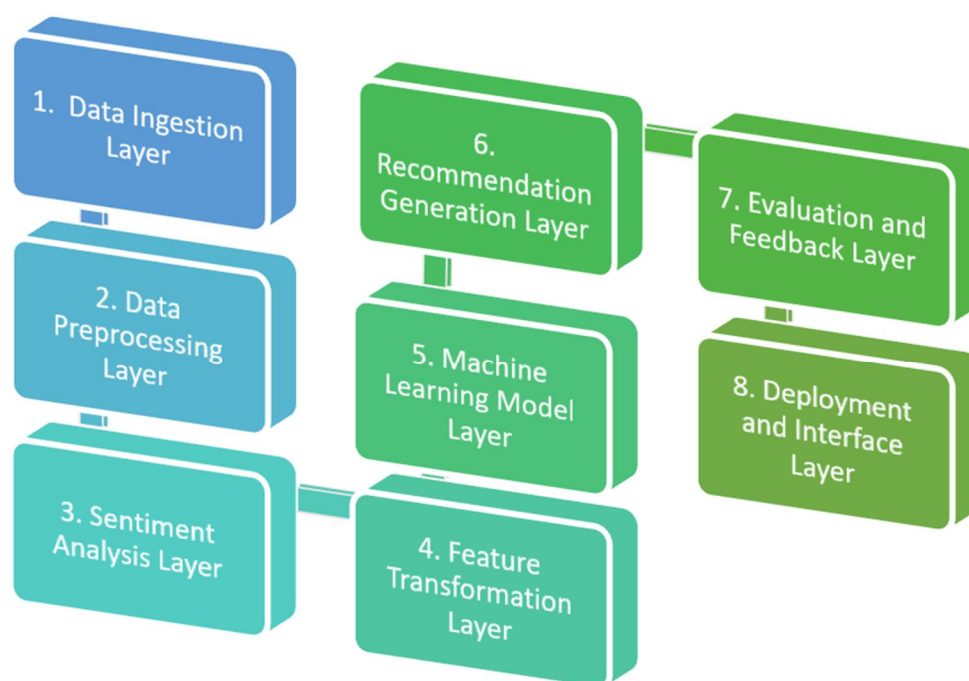 1. Data Ingestion
Layer
2. Data
Preprocessing
Layer
3. Sentiment
Analysis Layer
4. Feature
Transformation
Layer
5. Machine
Learning Model
Layer
6.
Recommendation
Generation Layer
7. Evaluation and
Feedback Layer
8. Deployment
and Interface
Layer